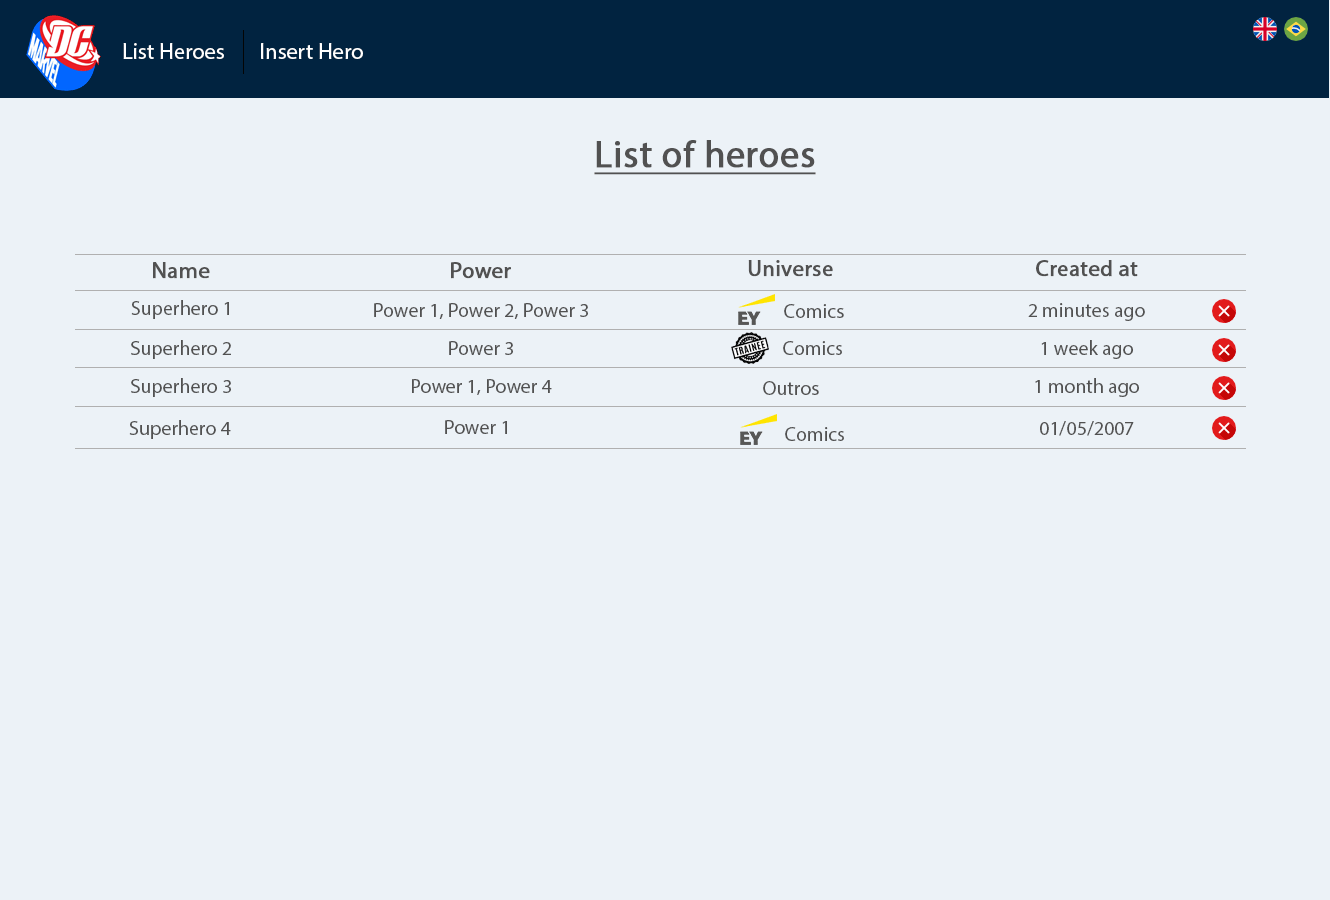 DC
MARVEL
List Heroes Insert Hero
List of heroes
Name Power Universe Created at
Superhero 1 Power 1, Power 2, Power 3 EY Comics 2 minutes ago
Superhero 2 Power 3 TRAINEE Comics 1 week ago
Superhero 3 Power 1, Power 4 Outros 1 month ago
Superhero 4 Power 1 EY Comics 01/05/2007